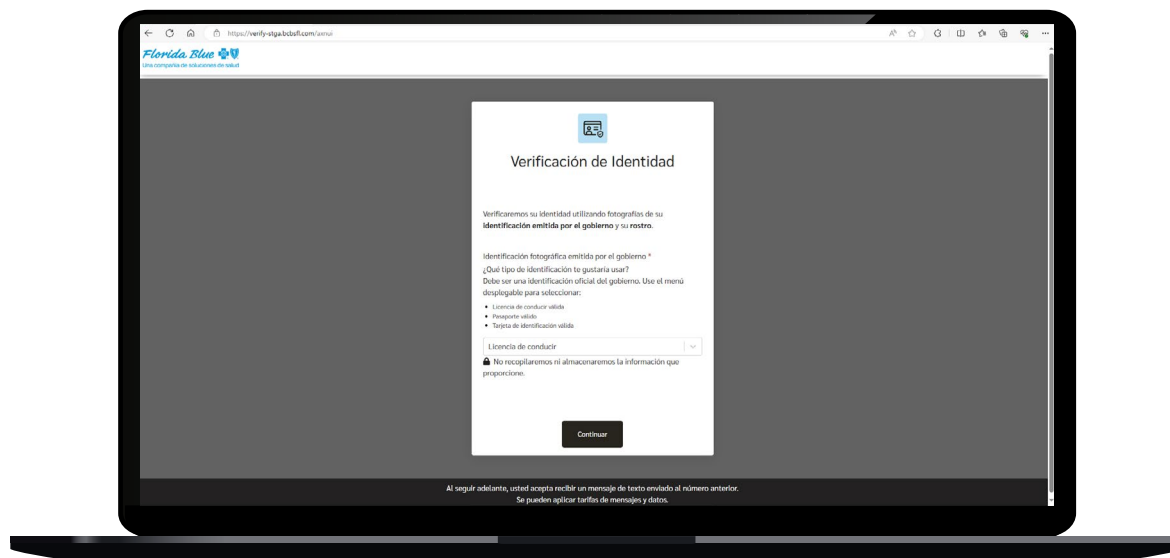 https://verify-stga.bcbsfl.com/axnui
Florida Blue
Una compañía de soluciones de salud
Verificación de Identidad
Verificaremos su identidad utilizando fotografías de su
identificación emitida por el gobierno y su rostro.
Identificación fotográfica emitida por el gobierno *
¿Qué tipo de identificación te gustaría usar?
Debe ser una identificación oficial del gobierno. Use el menú
desplegable para seleccionar:
• Licencia de conducir válida
• Pasaporte válido
• Tarjeta de identificación válida
Licencia de conducir
No recopilaremos ni almacenaremos la información que
proporcione.
Continuar
Al seguir adelante, usted acepta recibir un mensaje de texto enviado al número anterior.
Se pueden aplicar tarifas de mensajes y datos.